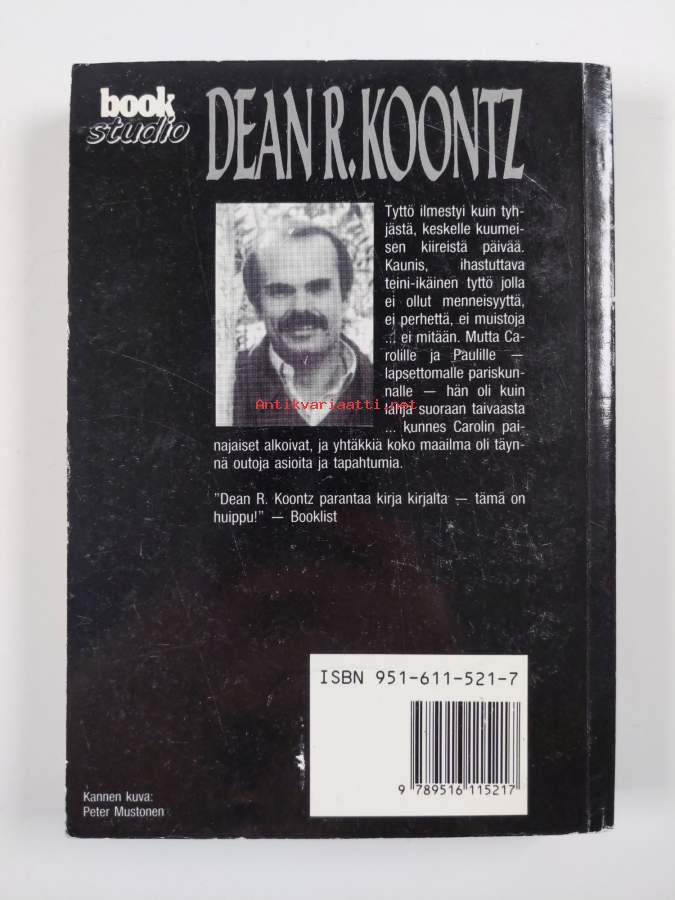 book
studio
DEAN R. KOONTZ
Tyttö ilmestyi kuin tyh-
jästä, keskelle kuumei-
sen kiireistä päivää.
Kaunis, ihastuttava
teini-ikäinen tyttö jolla
ei ollut menneisyyttä,
ei perhettä, ei muistoja
... ei mitään. Mutta Ca-
rolille ja Paulille —
lapsettomalle pariskun-
nalle — hän oli kuin
lahja suoraan taivaasta
... kunnes Carolin pai-
najaiset alkoivat, ja yhtäkkiä koko maailma oli täyn-
nä outoja asioita ja tapahtumia.
Antikvariaatti.net
"Dean R. Koontz parantaa kirja kirjalta — tämä on
huippu!" — Booklist
ISBN 951-611-521-7
9 789516 115217
Kannen kuva:
Peter Mustonen